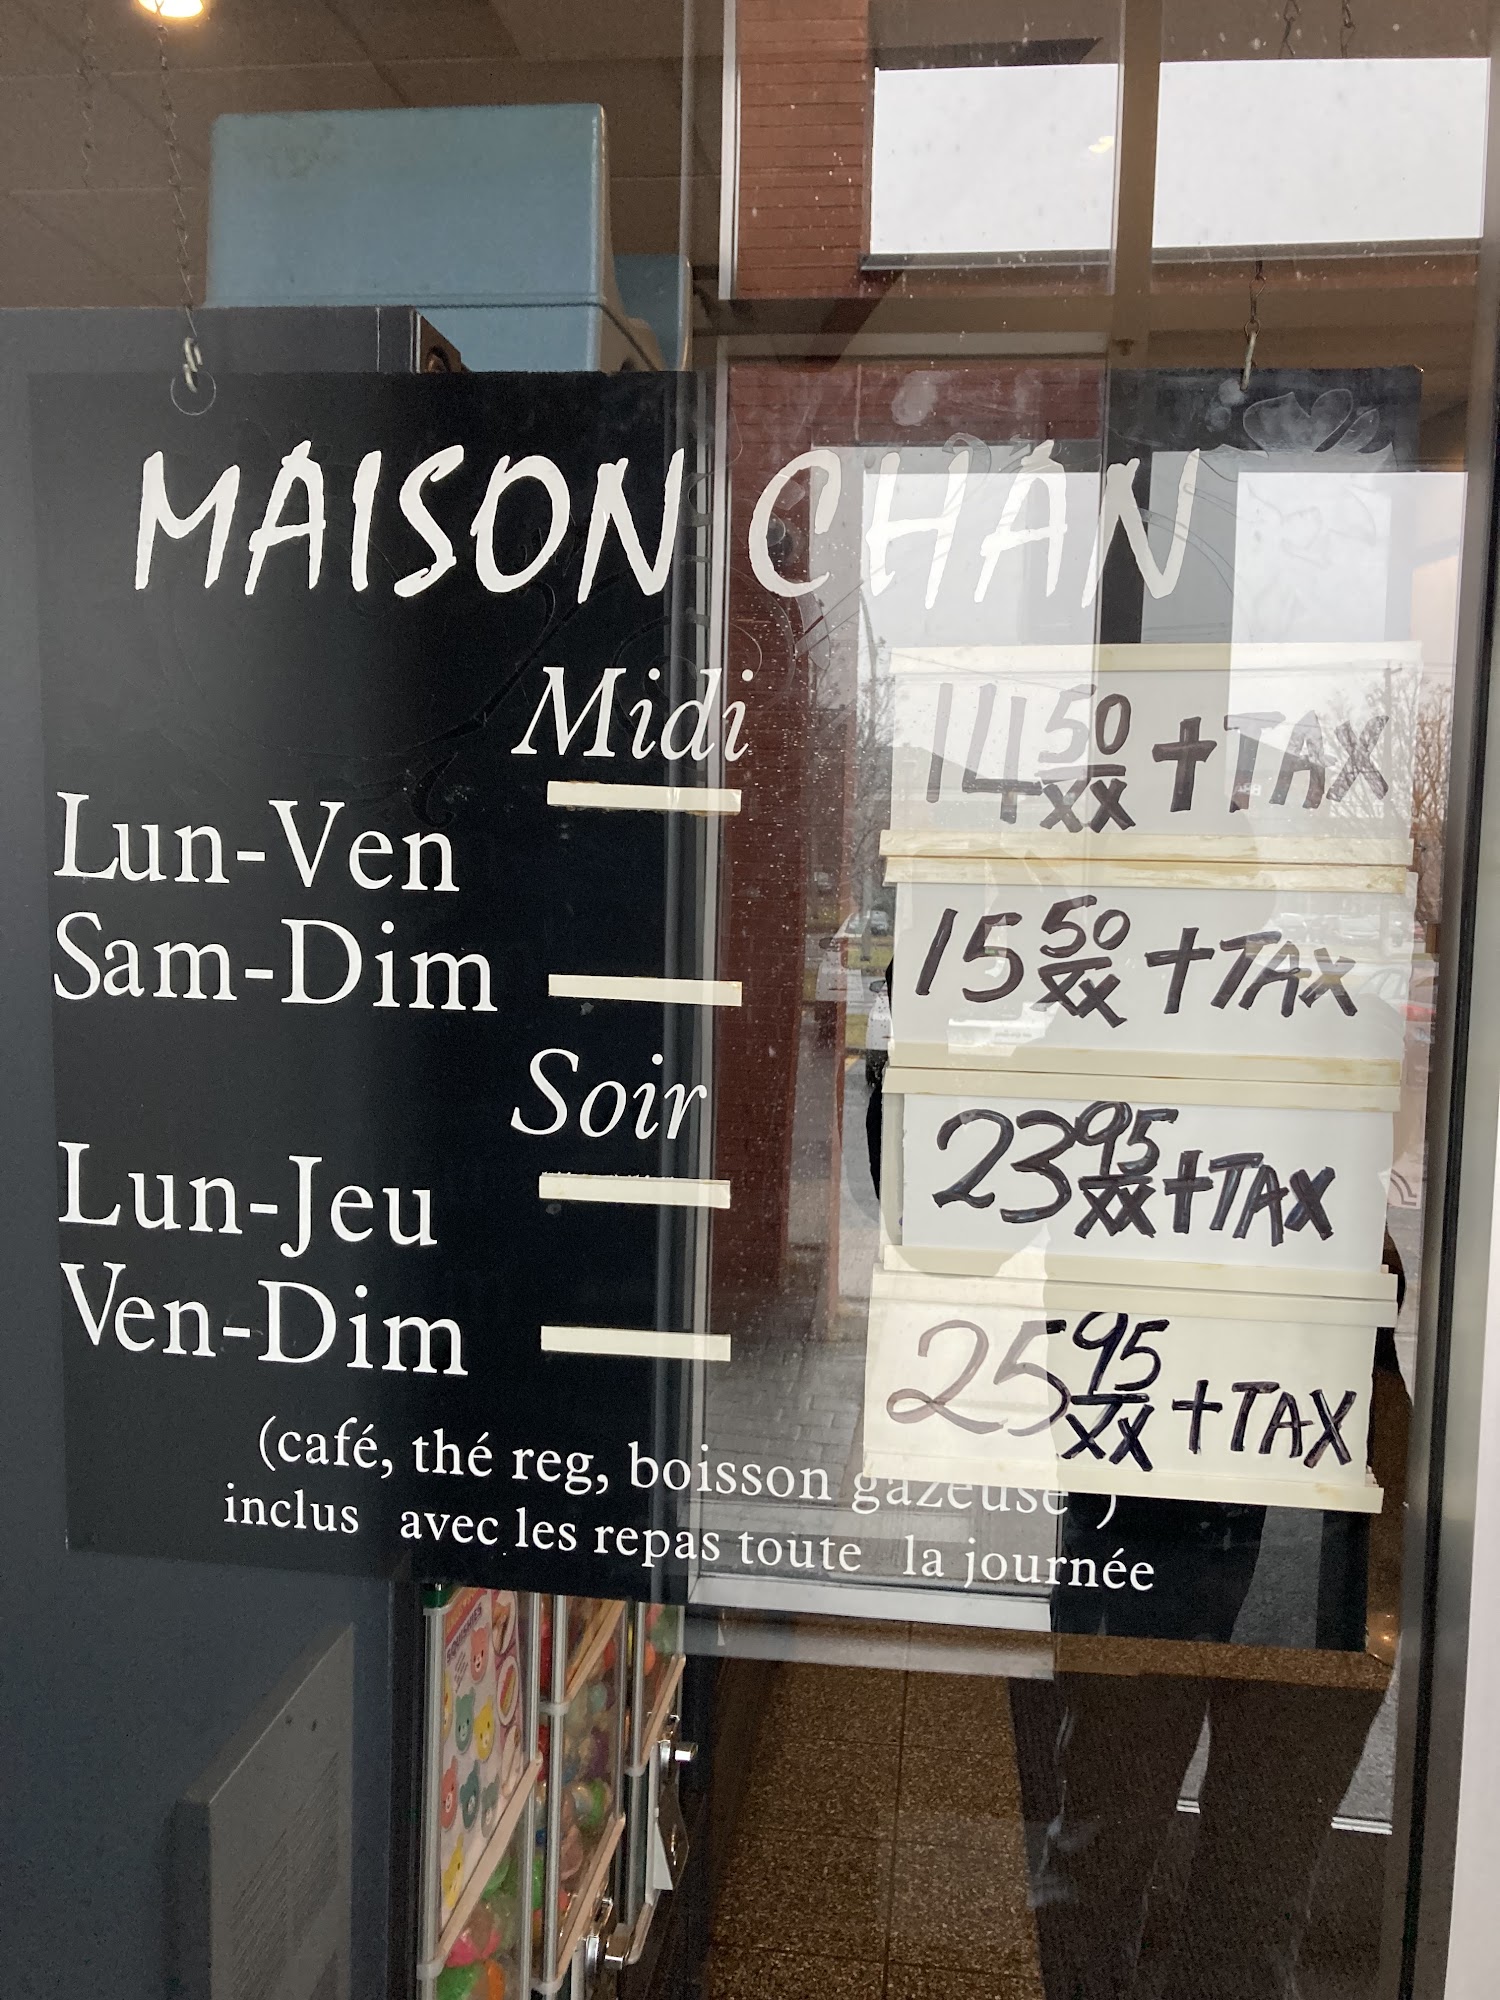 MAISON CHAN
Midi
Lun-Ven — 14 50/xx + TAX
Sam-Dim — 15 50/xx + TAX
Soir
Lun-Jeu — 23 95/xx + TAX
Ven-Dim — 25 95/xx + TAX
(café, thé reg, boisson gazeuse )
inclus avec les repas toute la journée